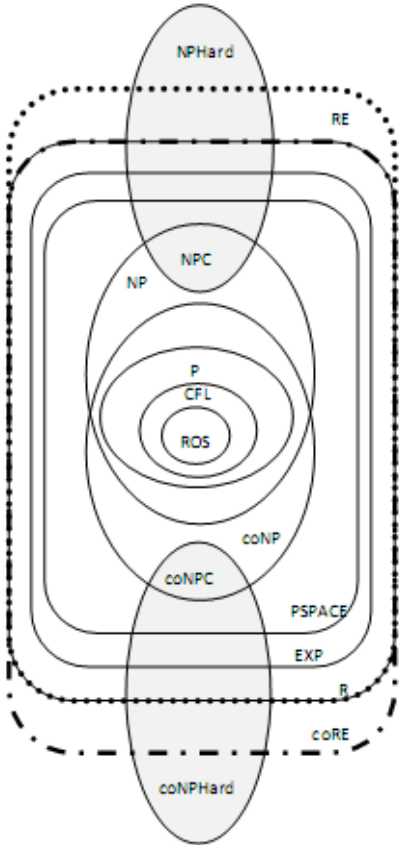 NPHard
RE
NPC
NP
P
CFL
ROS
coNP
coNPC
PSPACE
EXP
R
coRE
coNPHard